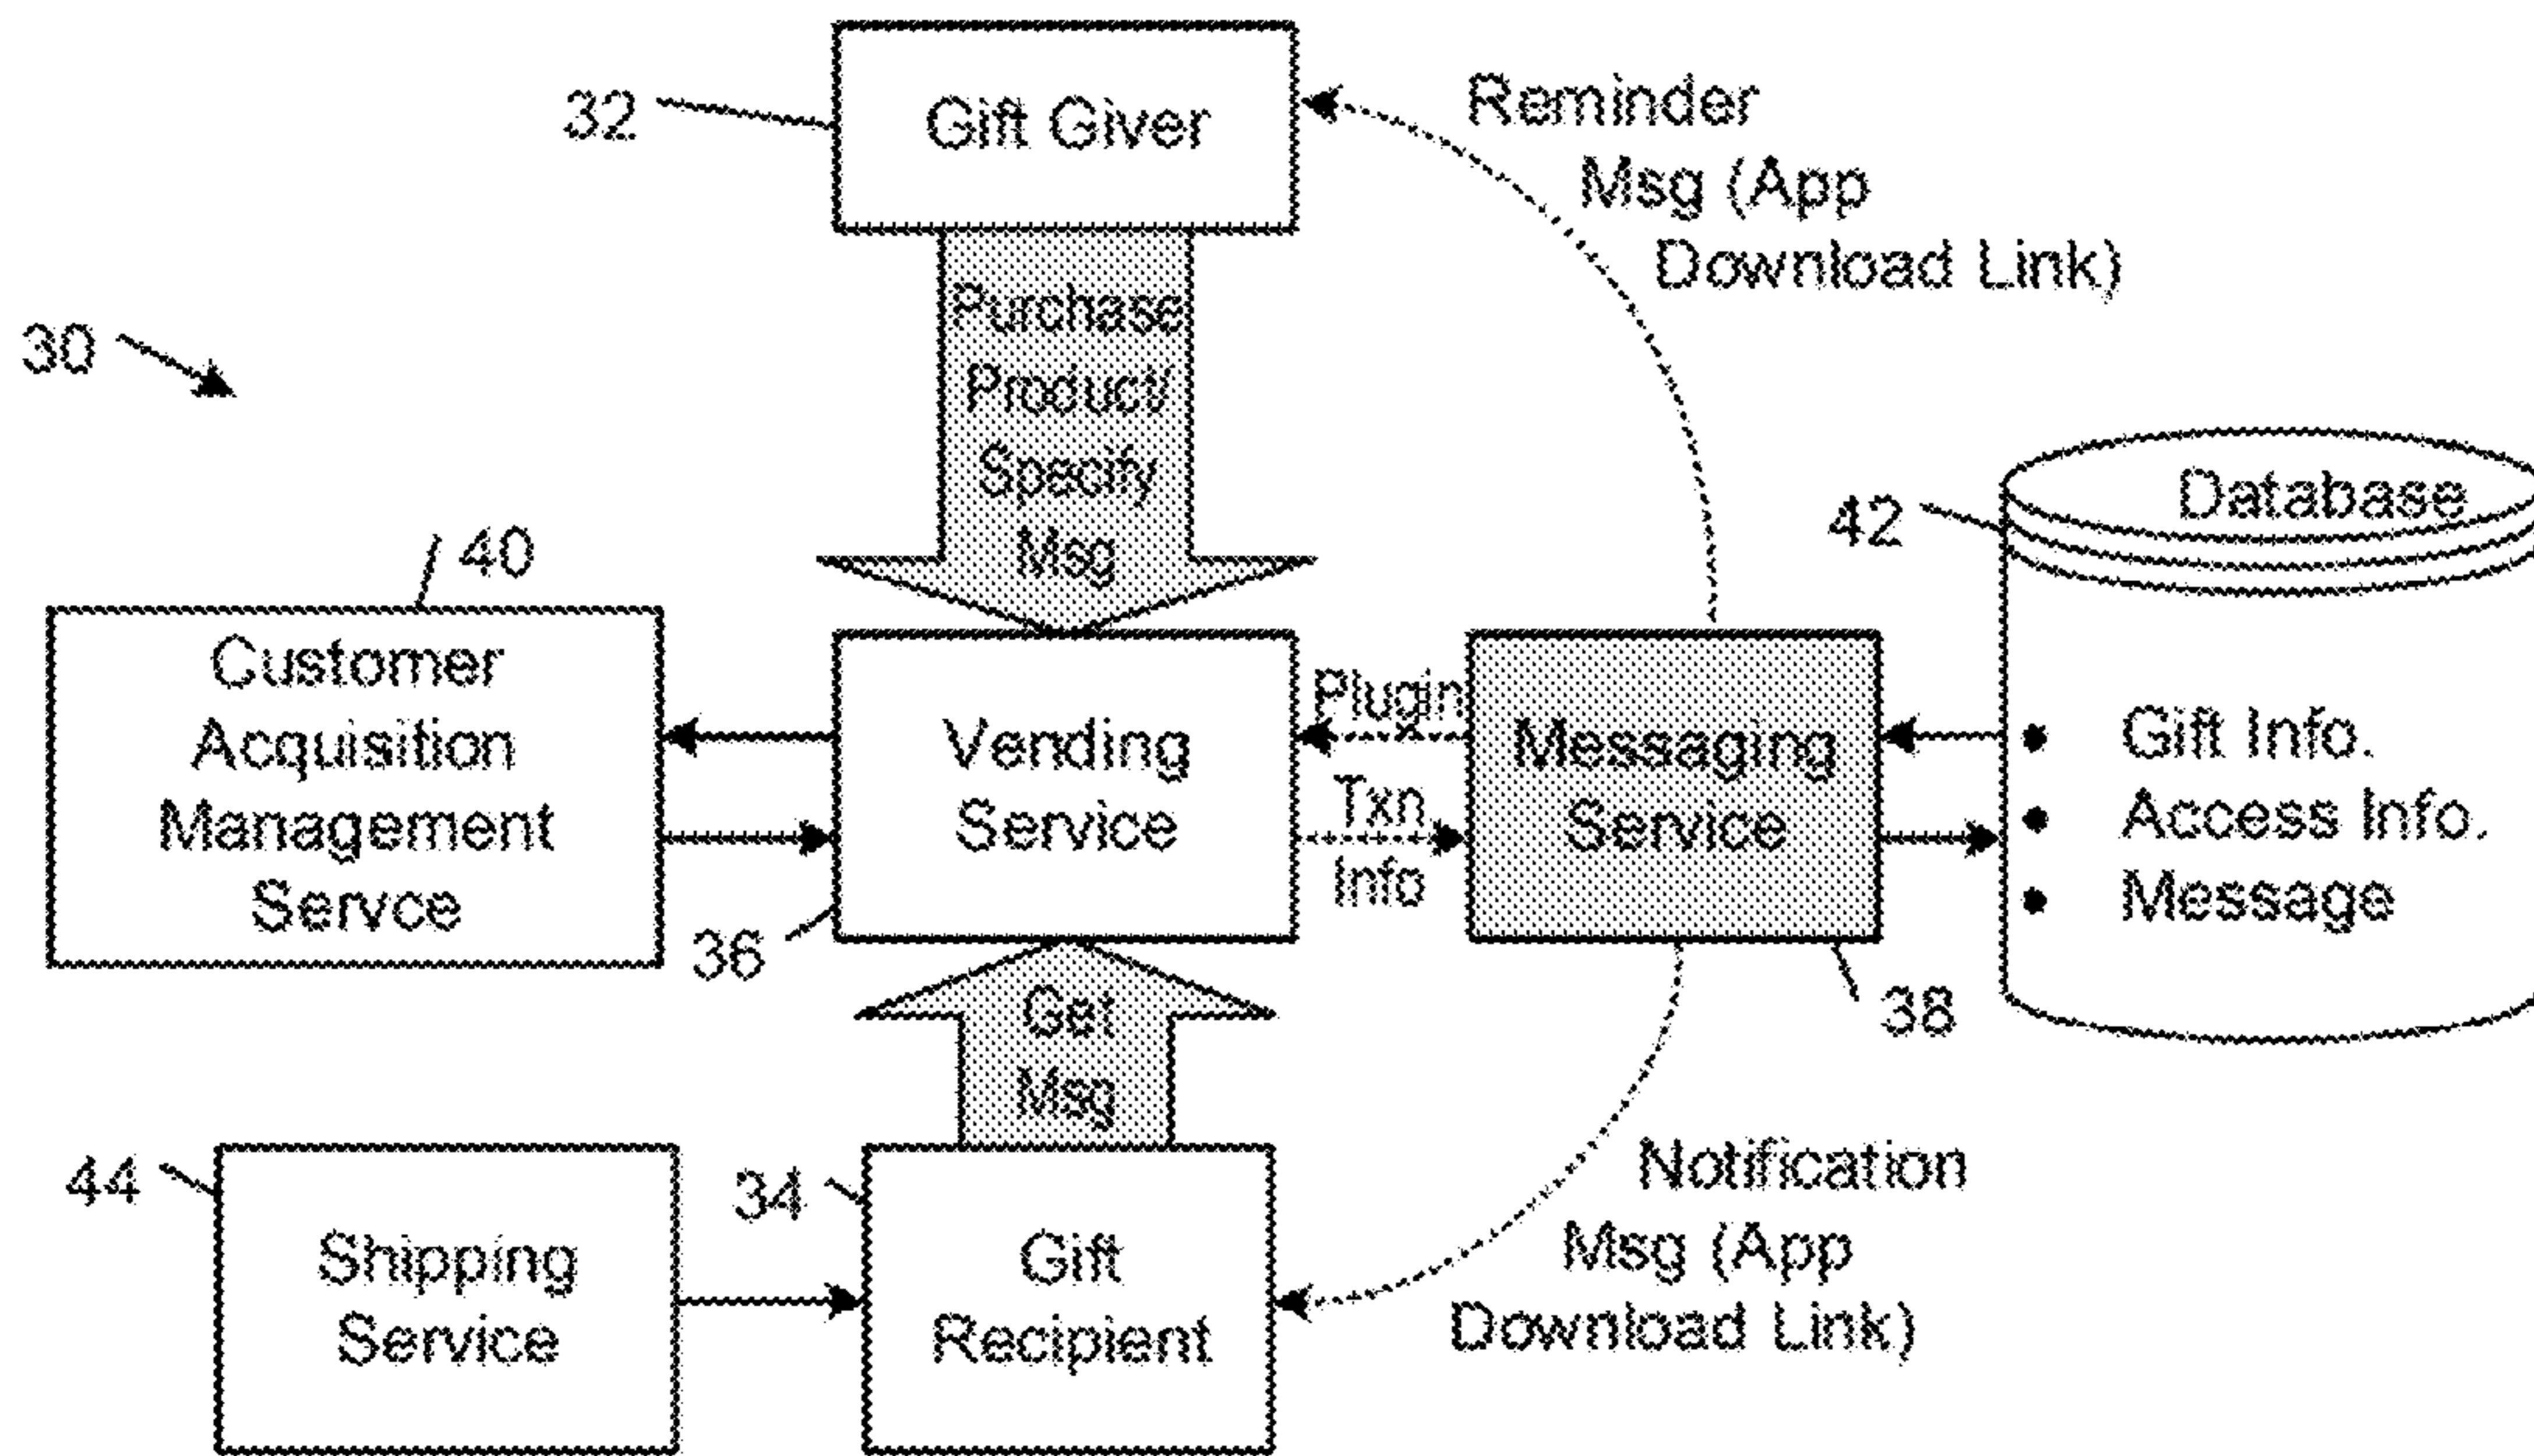 32
Gift Giver
Reminder
Msg (App
Download Link)
30
Purchase
Product/
Specify
Msg
40
Customer
Acquisition
Management
Servce
Vending
Service
36
Plugin
Txn
Info
Messaging
Service
38
42
Database
• Gift Info.
• Access Info.
• Message
Get
Msg
44
Shipping
Service
34
Gift
Recipient
Notification
Msg (App
Download Link)